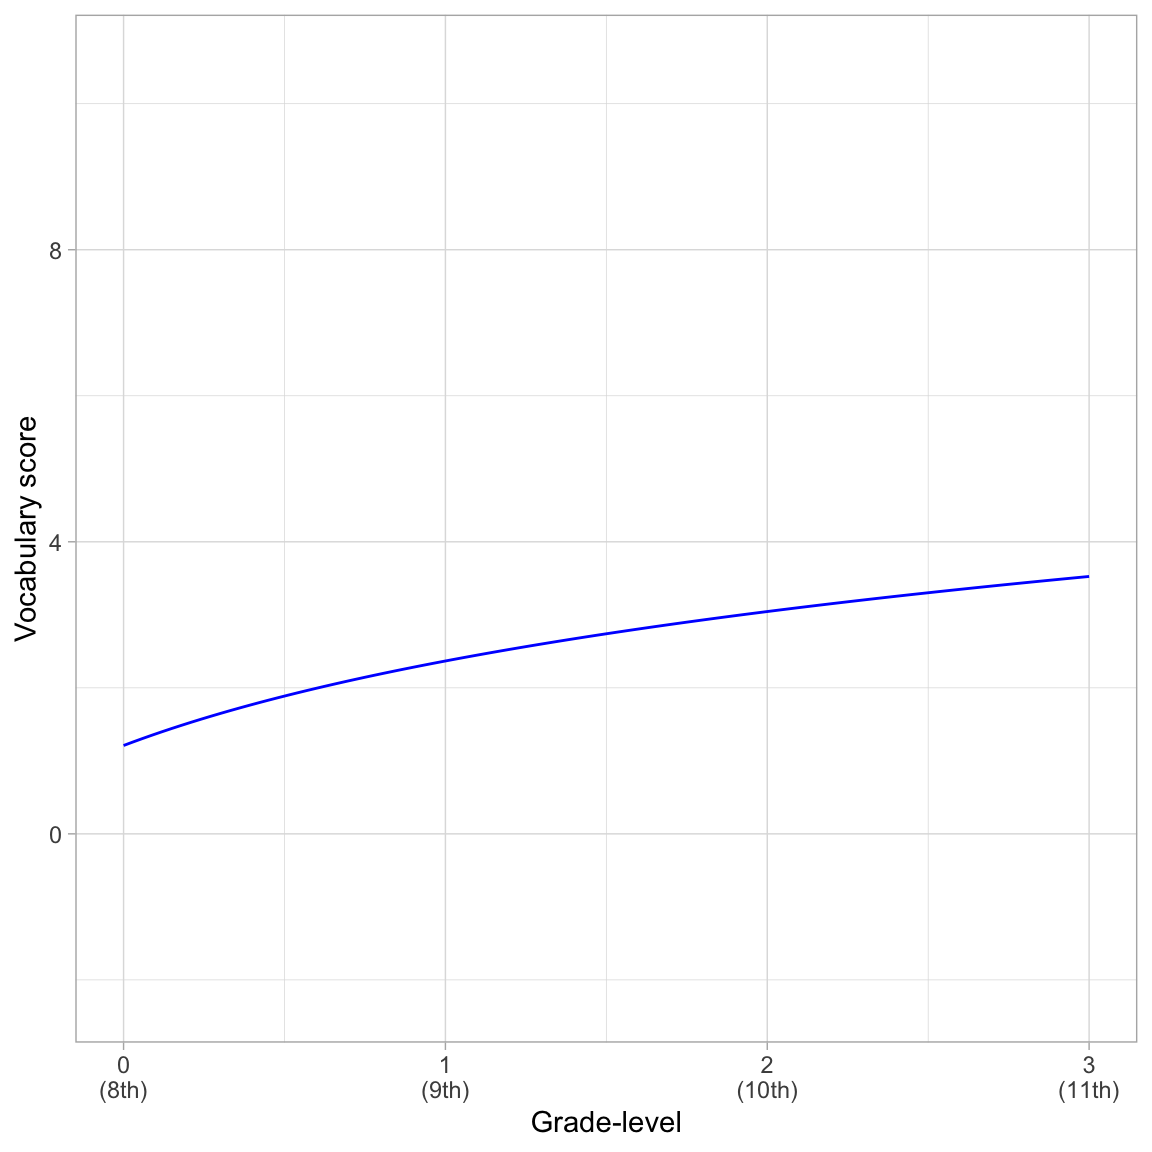 Vocabulary score
8
4
0
0
(8th)
1
(9th)
2
(10th)
3
(11th)
Grade-level